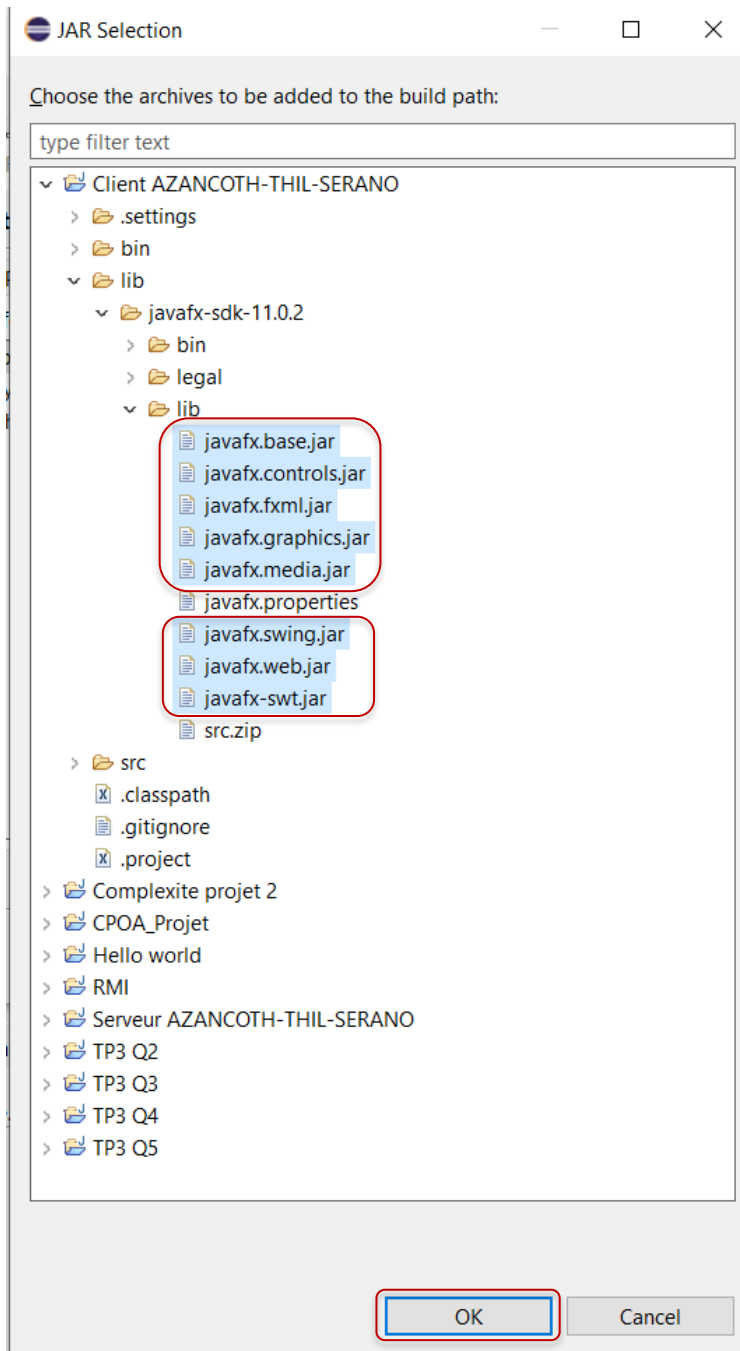 JAR Selection
Choose the archives to be added to the build path:
type filter text
Client AZANCOTH-THIL-SERANO
.settings
bin
lib
javafx-sdk-11.0.2
bin
legal
lib
javafx.base.jar
javafx.controls.jar
javafx.fxml.jar
javafx.graphics.jar
javafx.media.jar
javafx.properties
javafx.swing.jar
javafx.web.jar
javafx-swt.jar
src.zip
src
.classpath
.gitignore
.project
Complexite projet 2
CPOA_Projet
Hello world
RMI
Serveur AZANCOTH-THIL-SERANO
TP3 Q2
TP3 Q3
TP3 Q4
TP3 Q5
OK Cancel